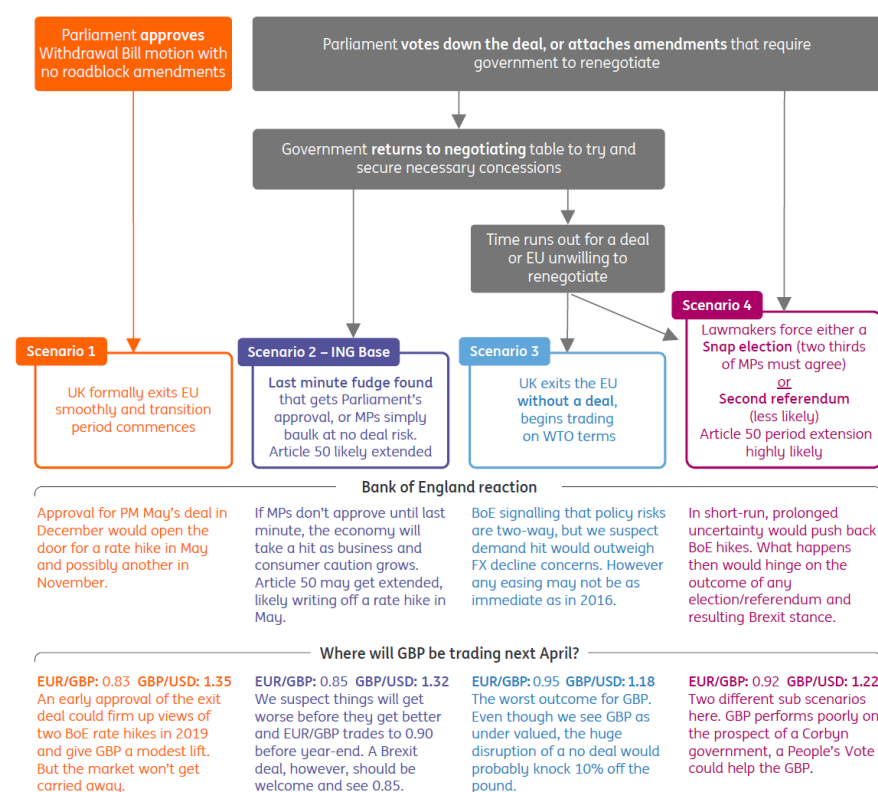 Parliament approves
Withdrawal Bill motion with
no roadblock amendments
Parliament votes down the deal, or attaches amendments that require
government to renegotiate
Government returns to negotiating table to try and
secure necessary concessions
Time runs out for a deal
or EU unwilling to
renegotiate
Scenario 1
UK formally exits EU
smoothly and transition
period commences
Scenario 2 – ING Base
Last minute fudge found
that gets Parliament's
approval, or MPs simply
baulk at no deal risk.
Article 50 likely extended
Scenario 3
UK exits the EU
without a deal,
begins trading
on WTO terms
Scenario 4
Lawmakers force either a
Snap election (two thirds
of MPs must agree)
or
Second referendum
(less likely)
Article 50 period extension
highly likely
Bank of England reaction
Approval for PM May's deal in
December would open the
door for a rate hike in May
and possibly another in
November.
If MPs don't approve until last
minute, the economy will
take a hit as business and
consumer caution grows.
Article 50 may get extended,
likely writing off a rate hike in
May.
BoE signalling that policy risks
are two-way, but we suspect
demand hit would outweigh
FX decline concerns. However
any easing may not be as
immediate as in 2016.
In short-run, prolonged
uncertainty would push back
BoE hikes. What happens
then would hinge on the
outcome of any
election/referendum and
resulting Brexit stance.
Where will GBP be trading next April?
EUR/GBP: 0.83 GBP/USD: 1.35
An early approval of the exit
deal could firm up views of
two BoE rate hikes in 2019
and give GBP a modest lift.
But the market won't get
carried away.
EUR/GBP: 0.85 GBP/USD: 1.32
We suspect things will get
worse before they get better
and EUR/GBP trades to 0.90
before year-end. A Brexit
deal, however, should be
welcome and see 0.85.
EUR/GBP: 0.95 GBP/USD: 1.18
The worst outcome for GBP.
Even though we see GBP as
under valued, the huge
disruption of a no deal would
probably knock 10% off the
pound.
EUR/GBP: 0.92 GBP/USD: 1.22
Two different sub scenarios
here. GBP performs poorly on
the prospect of a Corbyn
government, a People's Vote
could help the GBP.